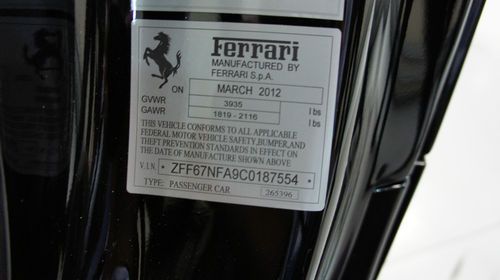 Ferrari
MANUFACTURED BY
FERRARI S.p.A.
ON MARCH 2012
GVWR 3935 lbs
GAWR 1819 - 2116 lbs
THIS VEHICLE CONFORMS TO ALL APPLICABLE
FEDERAL MOTOR VEHICLE SAFETY, BUMPER, AND
THEFT PREVENTION STANDARDS IN EFFECT ON
THE DATE OF MANUFACTURE SHOWN ABOVE
V.I.N. ZFF67NFA9C0187554
TYPE: PASSENGER CAR 265396